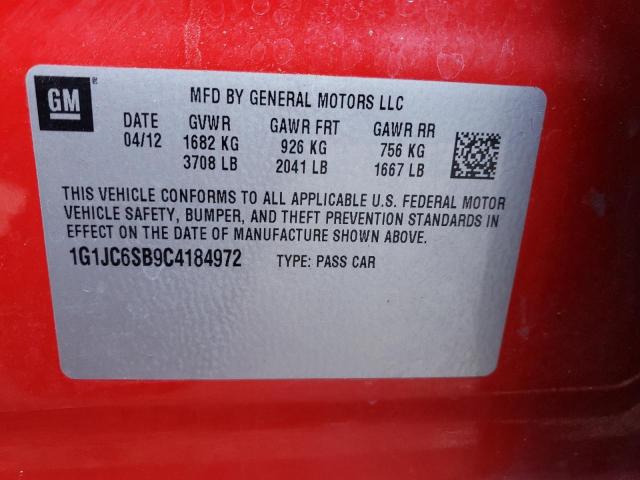 GM ®
MFD BY GENERAL MOTORS LLC
DATE GVWR GAWR FRT GAWR RR
04/12 1682 KG 926 KG 756 KG
3708 LB 2041 LB 1667 LB
THIS VEHICLE CONFORMS TO ALL APPLICABLE U.S. FEDERAL MOTOR
VEHICLE SAFETY, BUMPER, AND THEFT PREVENTION STANDARDS IN
EFFECT ON THE DATE OF MANUFACTURE SHOWN ABOVE.
1G1JC6SB9C4184972 TYPE: PASS CAR